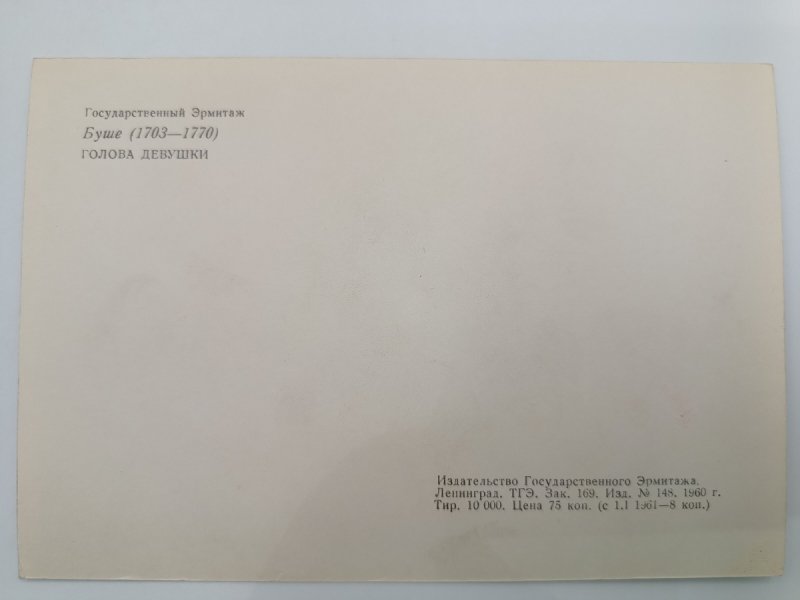 Государственный Эрмитаж
Буше (1703—1770)
ГОЛОВА ДЕВУШКИ
Издательство Государственного Эрмитажа.
Ленинград. ТГЭ. Зак. 169. Изд. № 148. 1960 г.
Тир. 10 000. Цена 75 коп. (с 1.I 1961—8 коп.)